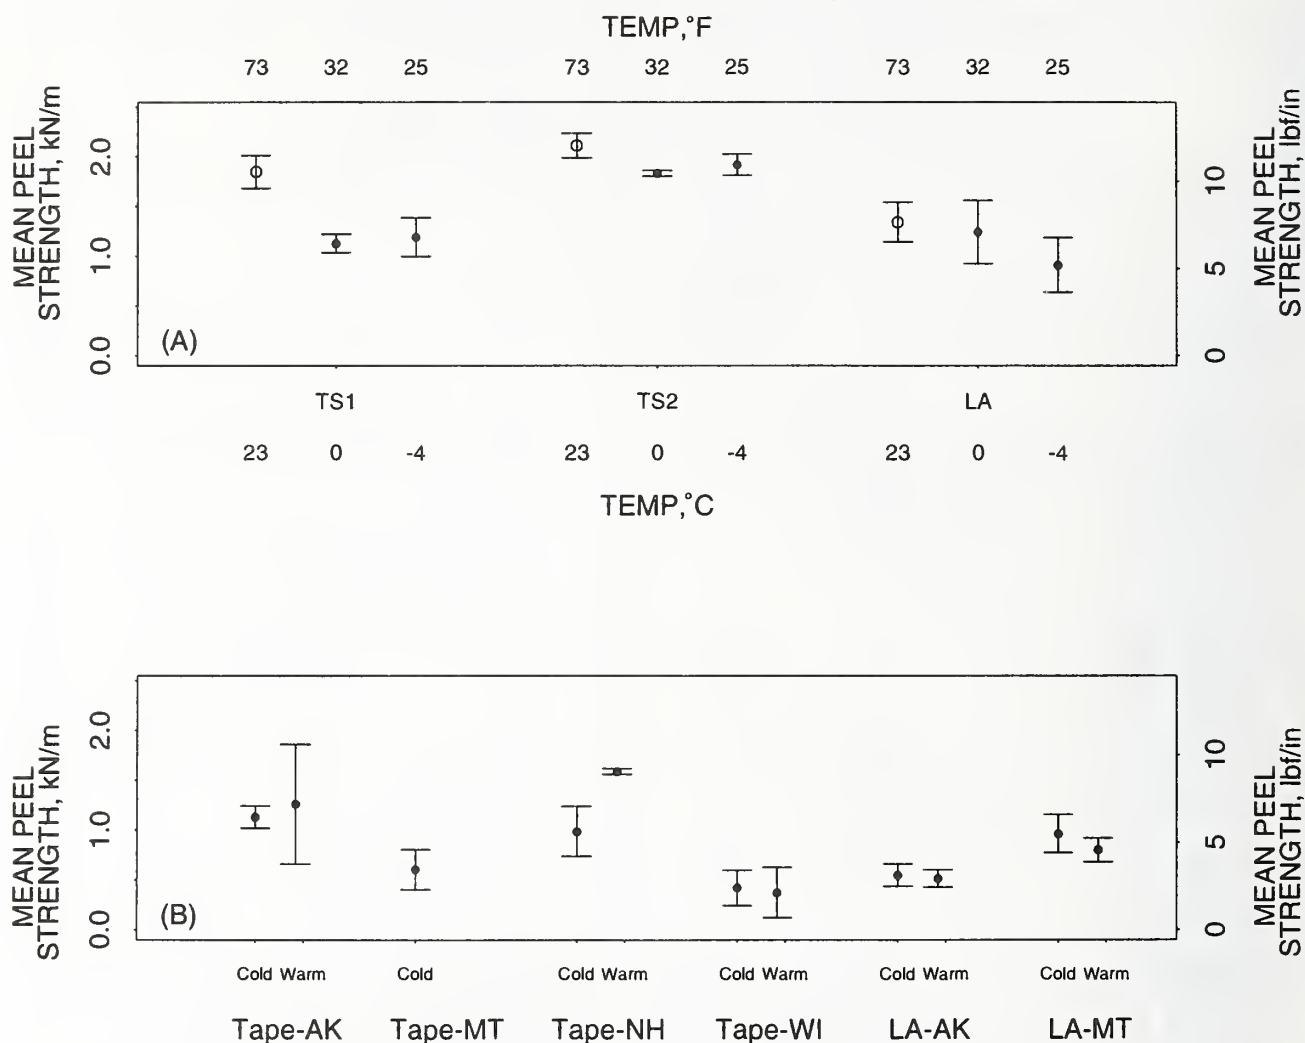 TEMP,°F
73 32 25 73 32 25 73 32 25
MEAN PEEL
STRENGTH, kN/m
2.0
1.0
0.0
(A)
10
5
0
MEAN PEEL
STRENGTH, lbf/in
TS1 TS2 LA
23 0 -4 23 0 -4 23 0 -4
TEMP,°C
MEAN PEEL
STRENGTH, kN/m
2.0
1.0
0.0
(B)
10
5
0
MEAN PEEL
STRENGTH, lbf/in
Cold Warm Cold Cold Warm Cold Warm Cold Warm Cold Warm
Tape-AK Tape-MT Tape-NH Tape-WI LA-AK LA-MT